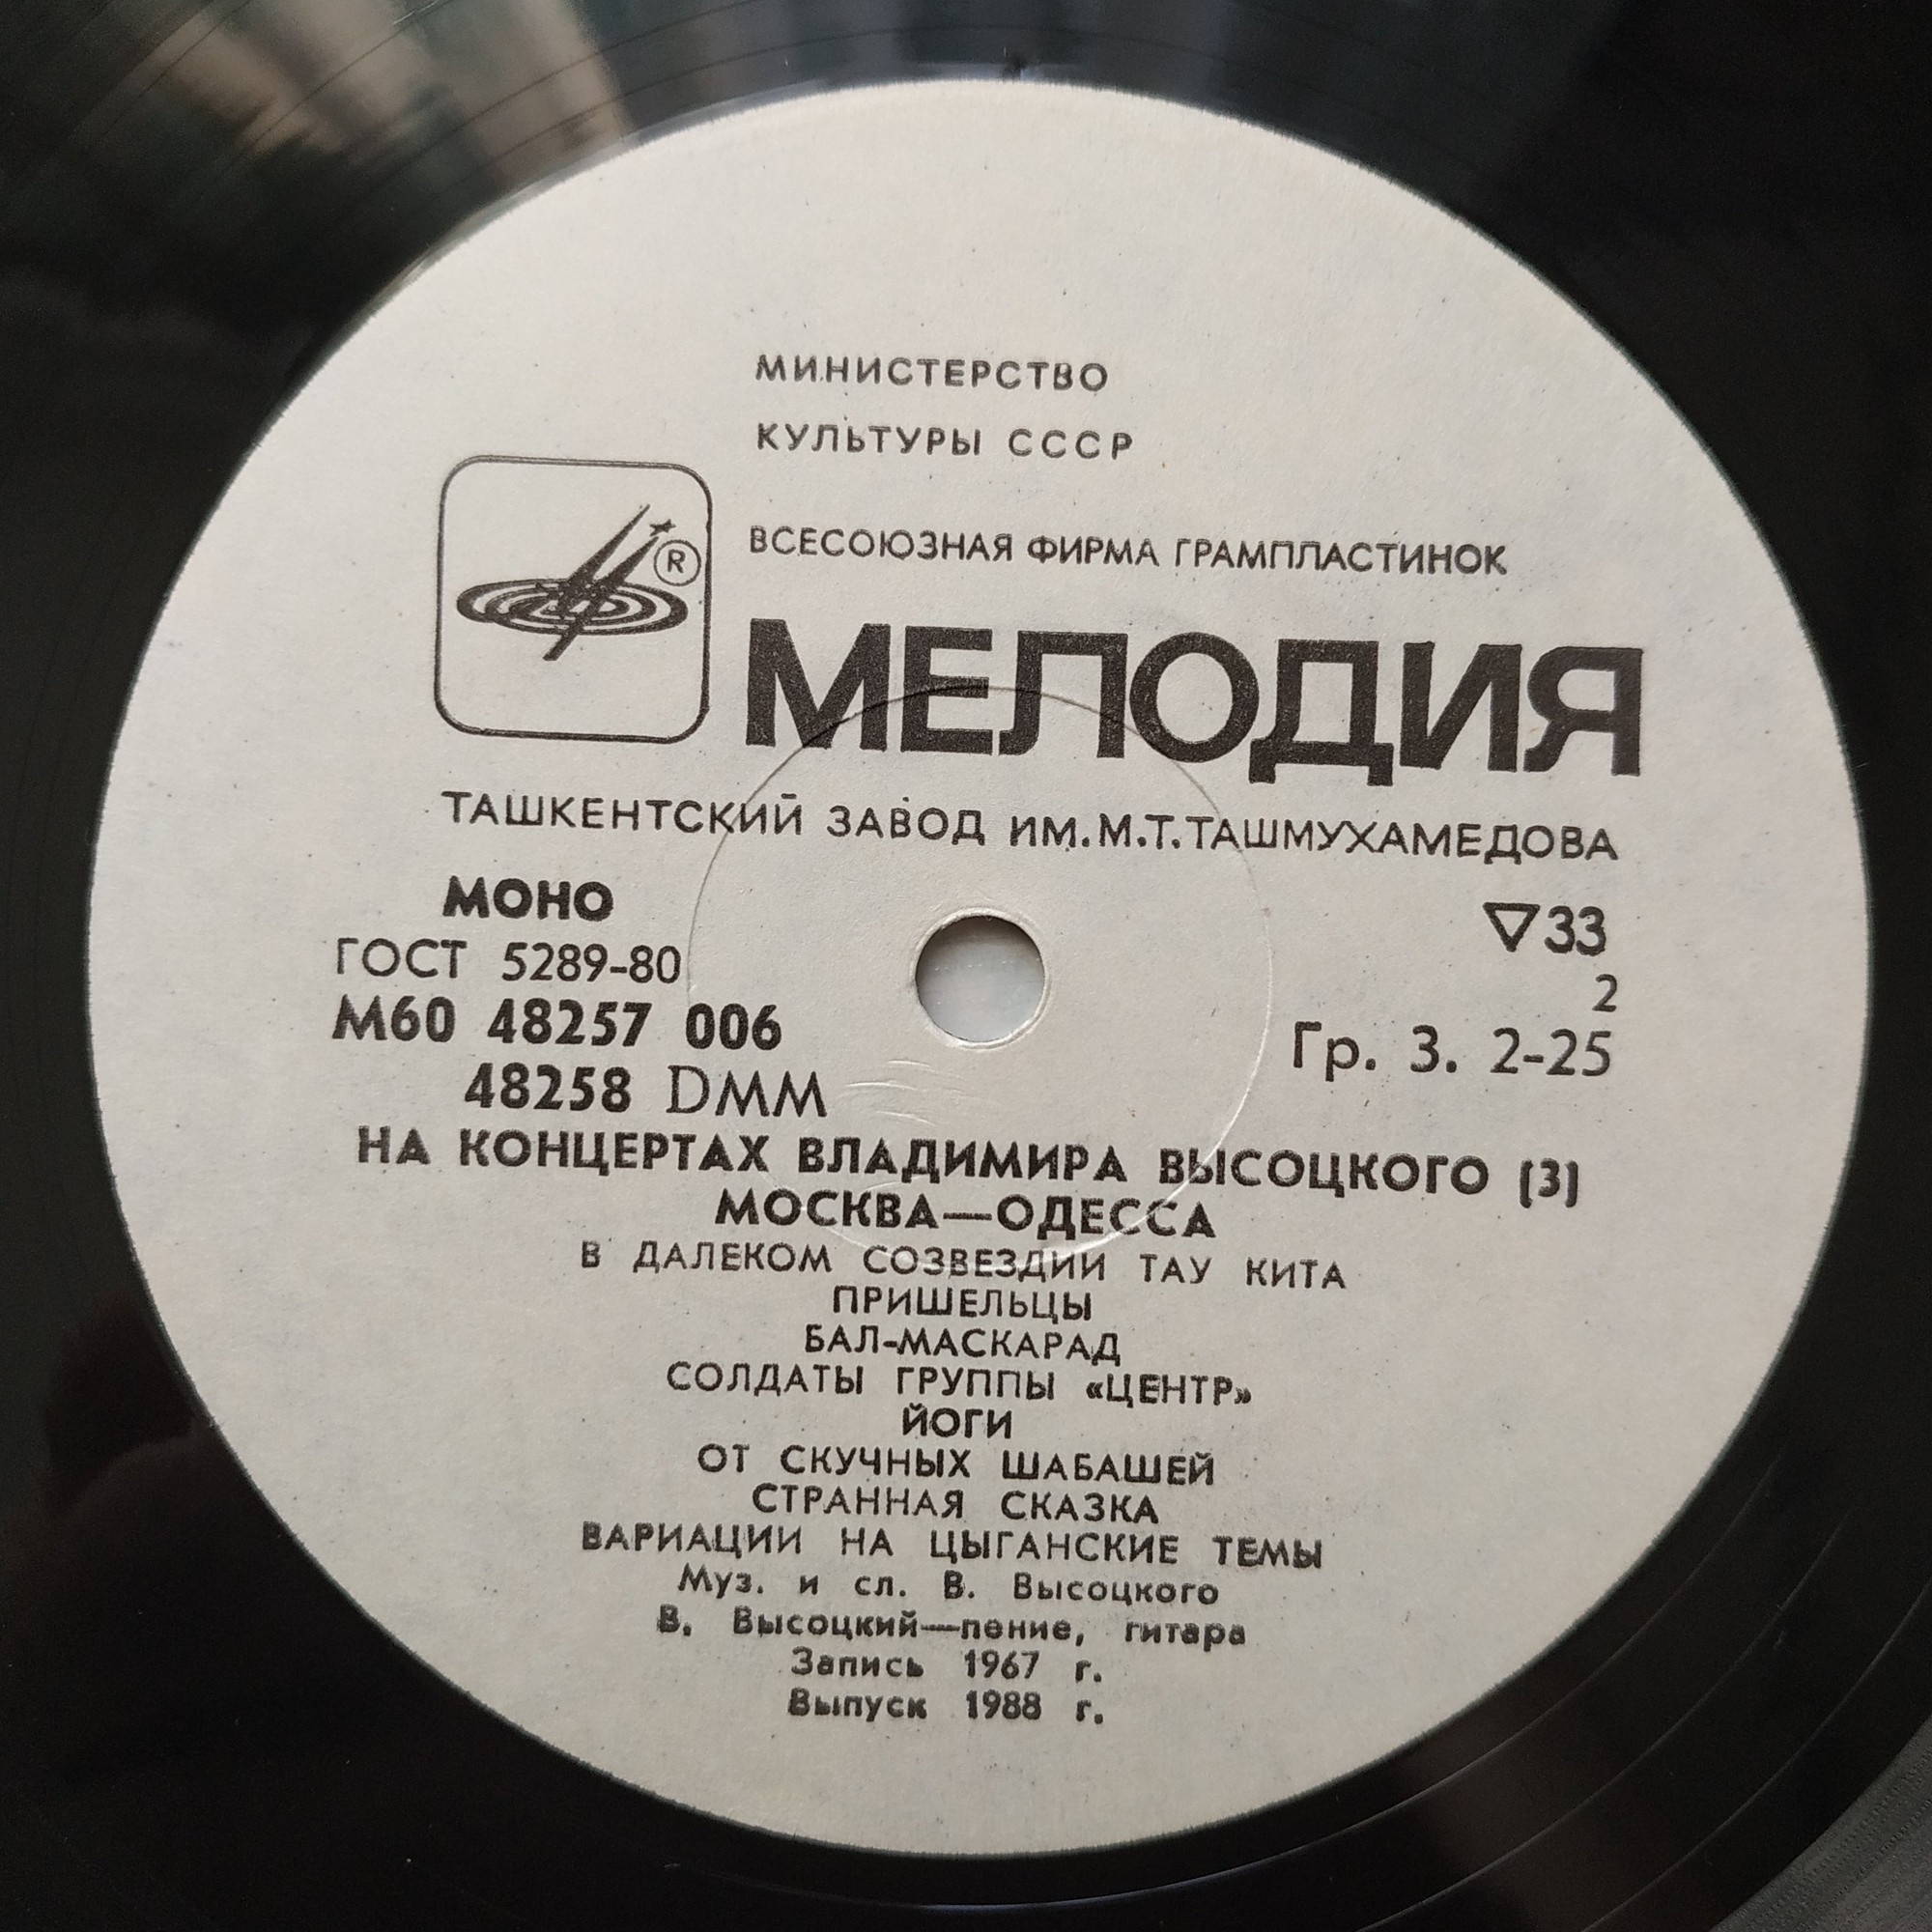 МИНИСТЕРСТВО
КУЛЬТУРЫ СССР
ВСЕСОЮЗНАЯ ФИРМА ГРАМПЛАСТИНОК
®
МЕЛОДИЯ
ТАШКЕНТСКИЙ ЗАВОД ИМ.М.Т.ТАШМУХАМЕДОВА
МОНО
▽33
ГОСТ 5289-80
2
М60 48257 006
Гр. 3. 2-25
48258 DMM
НА КОНЦЕРТАХ ВЛАДИМИРА ВЫСОЦКОГО (3)
МОСКВА—ОДЕССА
В ДАЛЕКОМ СОЗВЕЗДИИ ТАУ КИТА
ПРИШЕЛЬЦЫ
БАЛ-МАСКАРАД
СОЛДАТЫ ГРУППЫ «ЦЕНТР»
ЙОГИ
ОТ СКУЧНЫХ ШАБАШЕЙ
СТРАННАЯ СКАЗКА
ВАРИАЦИИ НА ЦЫГАНСКИЕ ТЕМЫ
Муз. и сл. В. Высоцкого
В. Высоцкий—пение, гитара
Запись 1967 г.
Выпуск 1988 г.